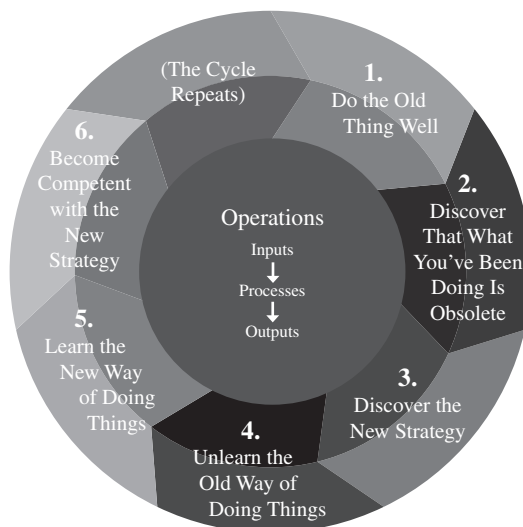 (The Cycle
Repeats)
1.
Do the Old
Thing Well
2.
Discover
That What
You’ve Been
Doing Is
Obsolete
3.
Discover the
New Strategy
4.
Unlearn the
Old Way of
Doing Things
5.
Learn the
New Way
of Doing
Things
6.
Become
Competent
with the
New
Strategy
Operations
Inputs
Processes
Outputs